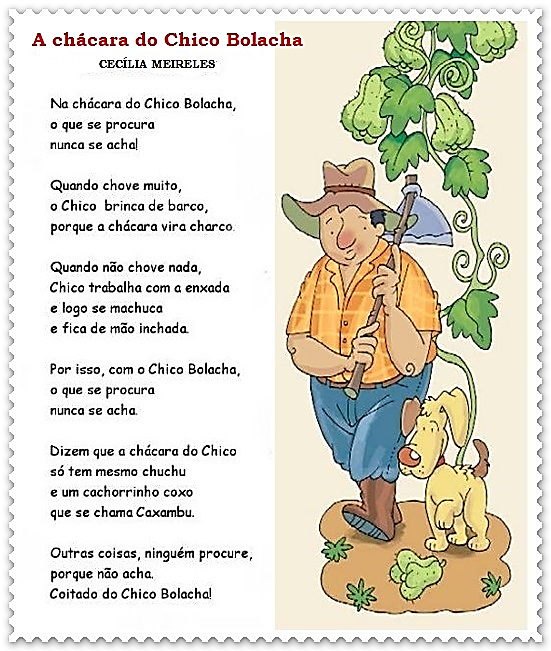 A chácara do Chico Bolacha
CECÍLIA MEIRELES
Na chácara do Chico Bolacha,
o que se procura
nunca se acha!
Quando chove muito,
o Chico brinca de barco,
porque a chácara vira charco.
Quando não chove nada,
Chico trabalha com a enxada
e logo se machuca
e fica de mão inchada.
Por isso, com o Chico Bolacha,
o que se procura
nunca se acha.
Dizem que a chácara do Chico
só tem mesmo chuchu
e um cachorrinho coxo
que se chama Caxambu.
Outras coisas, ninguém procure,
porque não acha.
Coitado do Chico Bolacha!